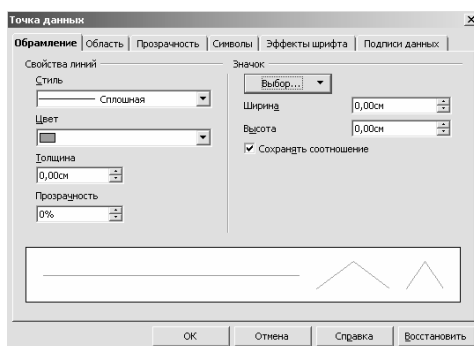 Точка данных
Обрамление Область Прозрачность Символы Эффекты шрифта Подписи данных
Свойства линий
Стиль
Сплошная
Цвет
Толщина
0,00см
Прозрачность
0%
Значок
Выбор...
Ширина 0,00см
Высота 0,00см
Сохранять соотношение
ОК Отмена Справка Восстановить